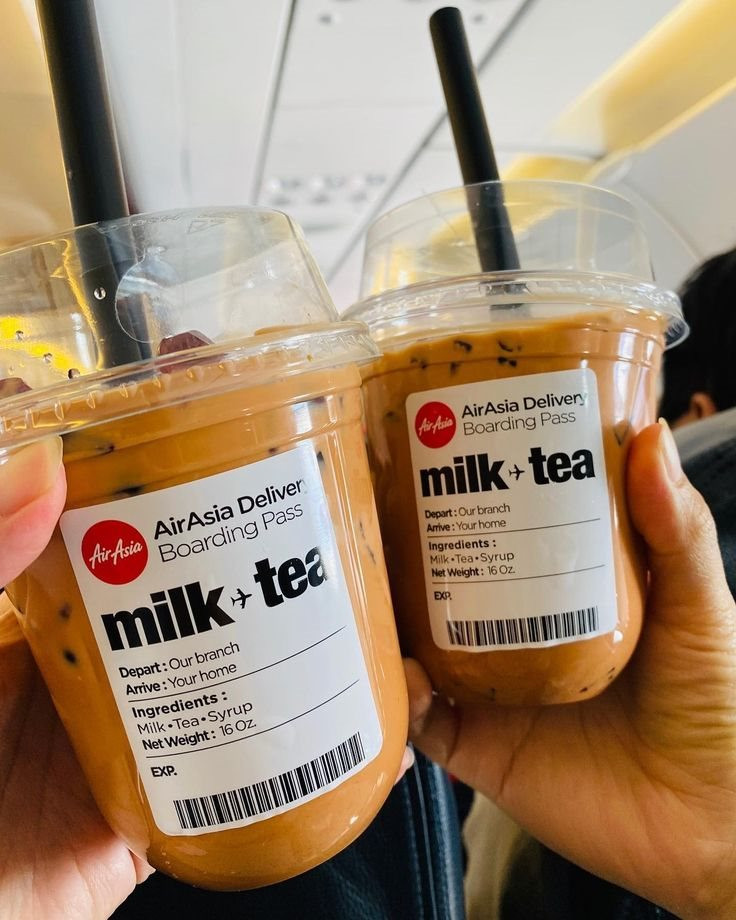 AirAsia
AirAsia Deliver
Boarding Pass
milk tea
Depart : Our branch
Arrive : Your home
Ingredients :
Milk • Tea • Syrup
Net Weight : 16 Oz.
EXP.
AirAsia
AirAsia Delivery
Boarding Pass
milk tea
Depart : Our branch
Arrive : Your home
Ingredients :
Milk • Tea • Syrup
Net Weight : 16 Oz.
EXP.